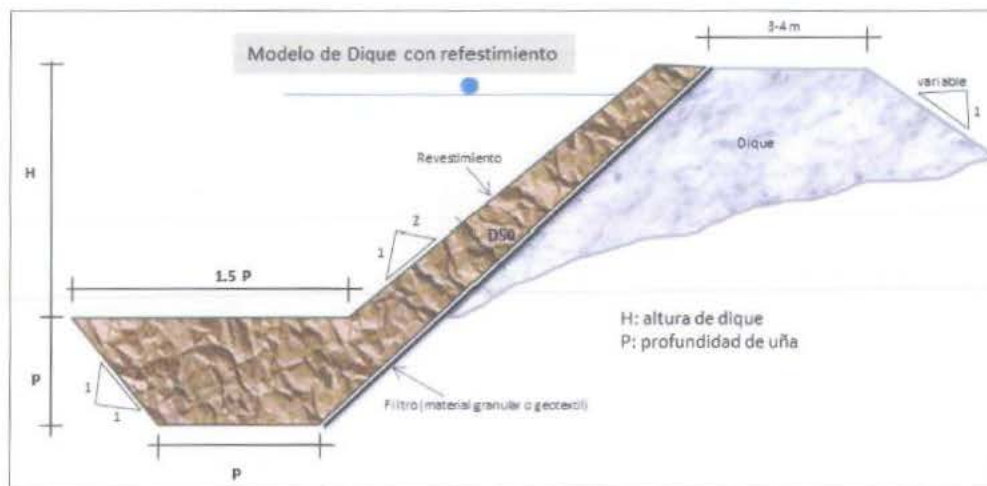 3-4 m
Modelo de Dique con refestimiento
variable
1
Dique
H
Revestimiento
2
1
D50
1.5 P
H: altura de dique
P: profundidad de uña
P
1
1
Filtro (material granular o geotextil)
P